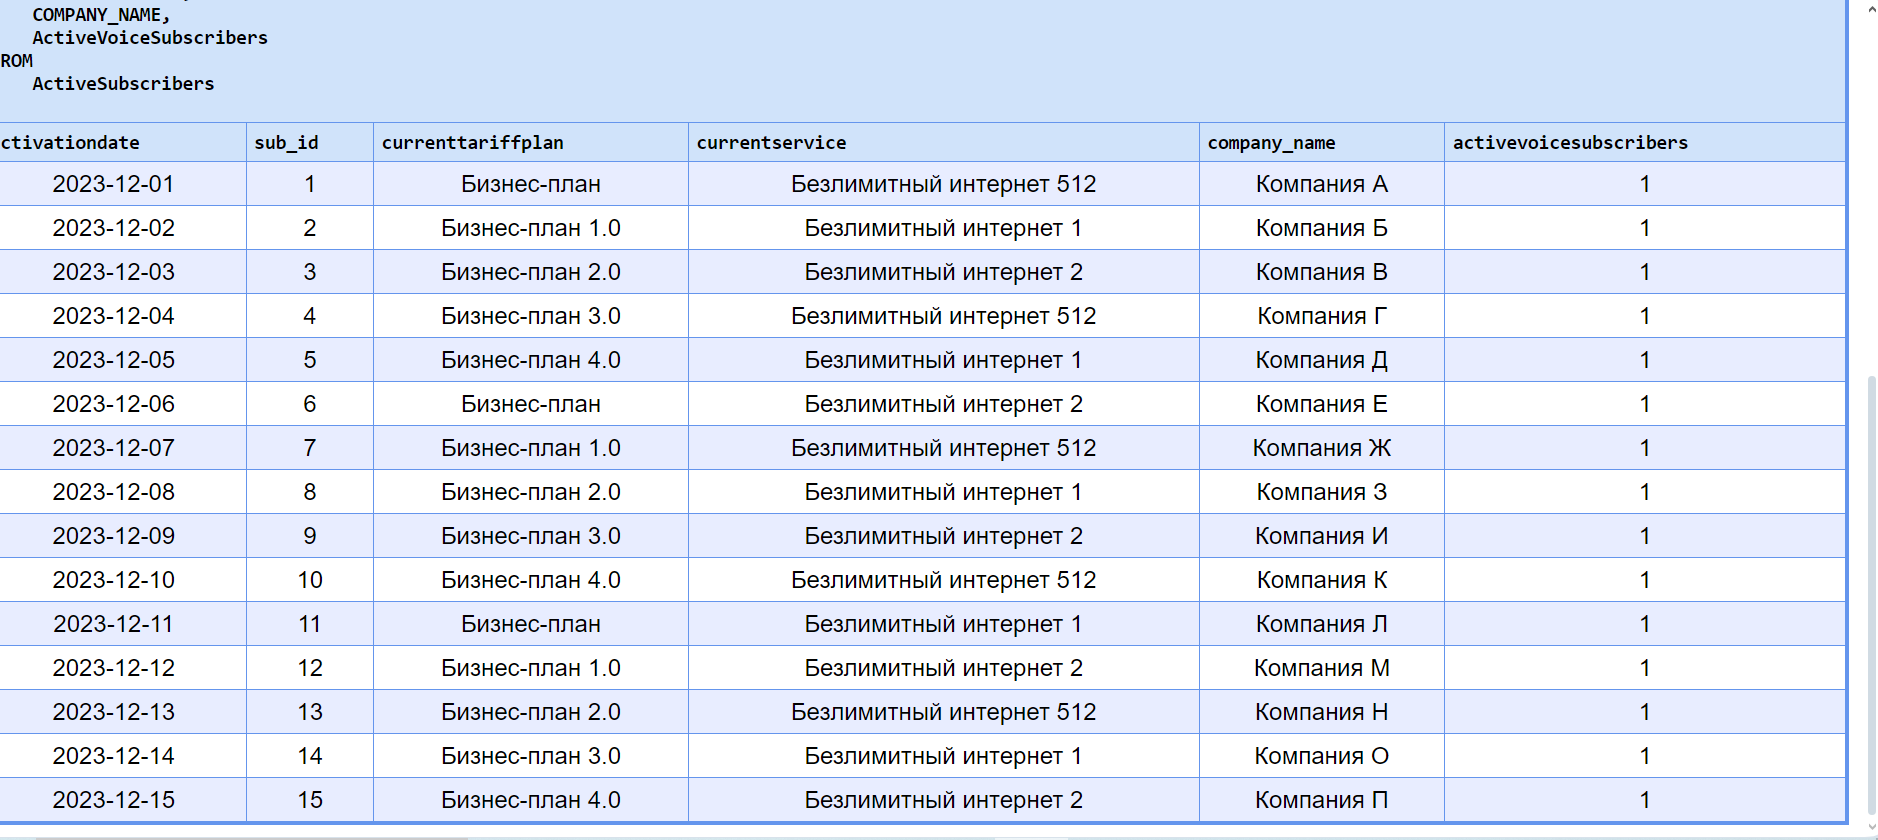 COMPANY_NAME,
ActiveVoiceSubscribers
ROM
ActiveSubscribers
ctivationdate sub_id currenttariffplan currentservice company_name activevoicesubscribers
2023-12-01 1 Бизнес-план Безлимитный интернет 512 Компания А 1
2023-12-02 2 Бизнес-план 1.0 Безлимитный интернет 1 Компания Б 1
2023-12-03 3 Бизнес-план 2.0 Безлимитный интернет 2 Компания В 1
2023-12-04 4 Бизнес-план 3.0 Безлимитный интернет 512 Компания Г 1
2023-12-05 5 Бизнес-план 4.0 Безлимитный интернет 1 Компания Д 1
2023-12-06 6 Бизнес-план Безлимитный интернет 2 Компания Е 1
2023-12-07 7 Бизнес-план 1.0 Безлимитный интернет 512 Компания Ж 1
2023-12-08 8 Бизнес-план 2.0 Безлимитный интернет 1 Компания З 1
2023-12-09 9 Бизнес-план 3.0 Безлимитный интернет 2 Компания И 1
2023-12-10 10 Бизнес-план 4.0 Безлимитный интернет 512 Компания К 1
2023-12-11 11 Бизнес-план Безлимитный интернет 1 Компания Л 1
2023-12-12 12 Бизнес-план 1.0 Безлимитный интернет 2 Компания М 1
2023-12-13 13 Бизнес-план 2.0 Безлимитный интернет 512 Компания Н 1
2023-12-14 14 Бизнес-план 3.0 Безлимитный интернет 1 Компания О 1
2023-12-15 15 Бизнес-план 4.0 Безлимитный интернет 2 Компания П 1